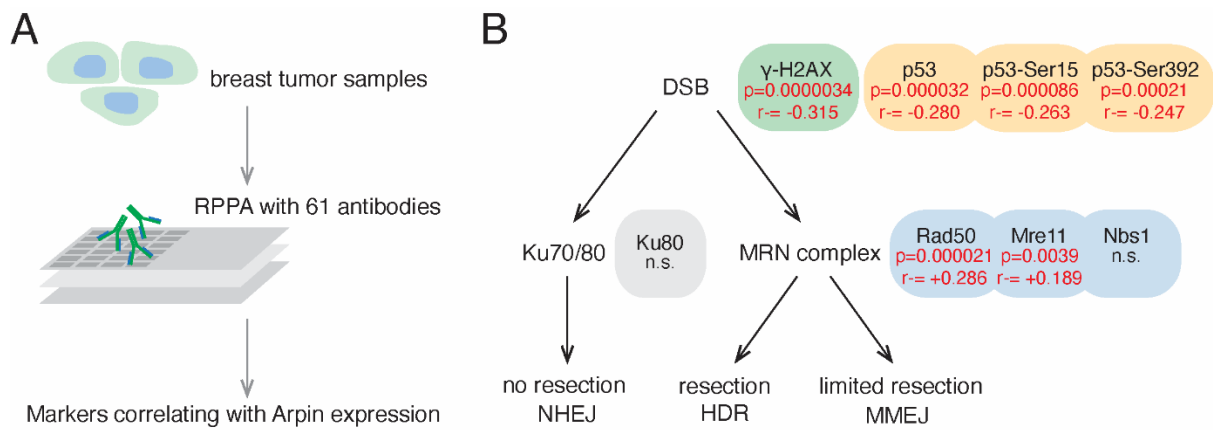 A
breast tumor samples
RPPA with 61 antibodies
Markers correlating with Arpin expression
B
DSB
γ-H2AX
p=0.0000034
r-= -0.315
p53
p=0.000032
r-= -0.280
p53-Ser15
p=0.000086
r-= -0.263
p53-Ser392
p=0.00021
r-= -0.247
Ku70/80
Ku80
n.s.
MRN complex
Rad50
p=0.000021
r-= +0.286
Mre11
p=0.0039
r-= +0.189
Nbs1
n.s.
no resection
NHEJ
resection
HDR
limited resection
MMEJ